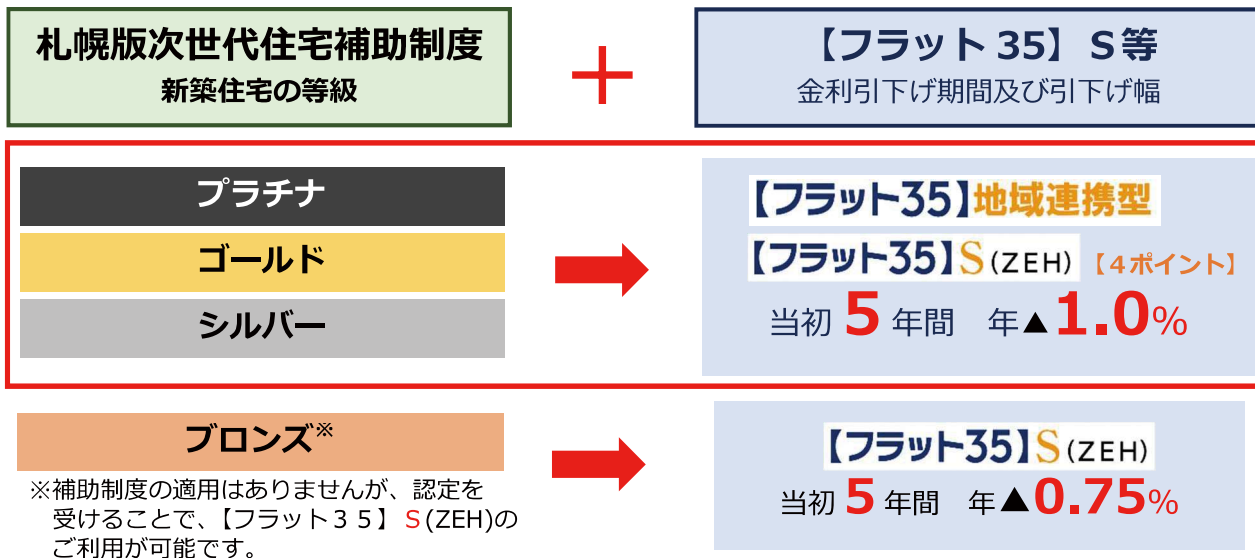 札幌版次世代住宅補助制度
新築住宅の等級
＋
【フラット 35】S等
金利引下げ期間及び引下げ幅
プラチナ
ゴールド
シルバー
【フラット35】地域連携型
【フラット35】S(ZEH)【４ポイント】
当初 5 年間　年▲1.0%
ブロンズ※
※補助制度の適用はありませんが、認定を
受けることで、【フラット３５】S(ZEH)の
ご利用が可能です。
【フラット35】S(ZEH)
当初 5 年間　年▲0.75%